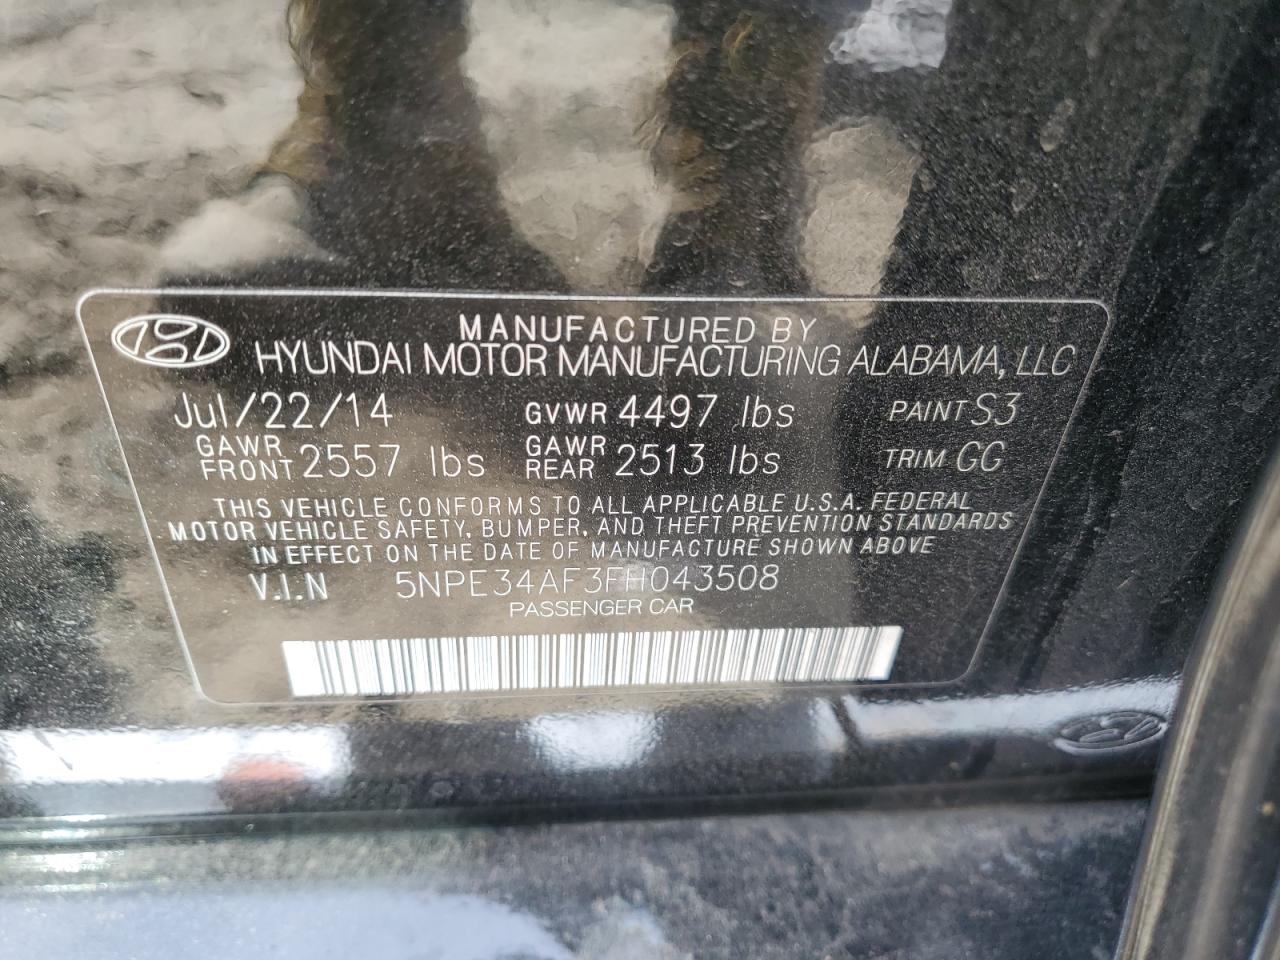 MANUFACTURED BY
HYUNDAI MOTOR MANUFACTURING ALABAMA, LLC
Jul/22/14 GVWR 4497 lbs PAINT S3
GAWR FRONT 2557 lbs GAWR REAR 2513 lbs TRIM GG
THIS VEHICLE CONFORMS TO ALL APPLICABLE U.S.A. FEDERAL
MOTOR VEHICLE SAFETY, BUMPER, AND THEFT PREVENTION STANDARDS
IN EFFECT ON THE DATE OF MANUFACTURE SHOWN ABOVE
V.I.N 5NPE34AF3FH043508
PASSENGER CAR